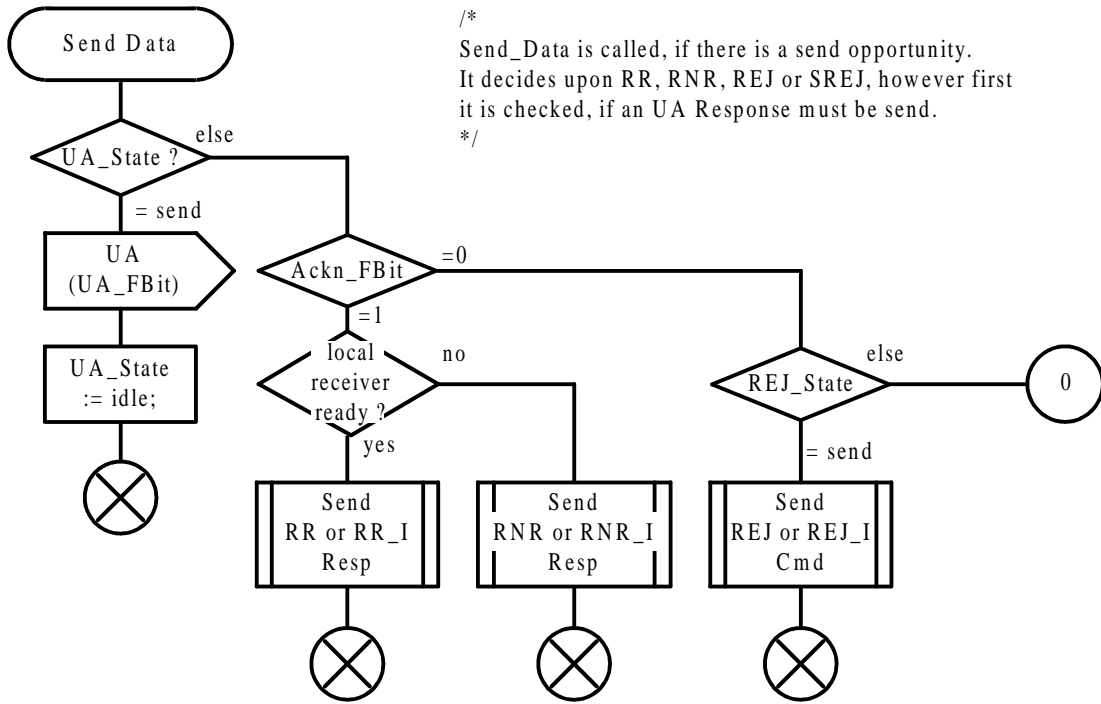 Send Data
/*
Send_Data is called, if there is a send opportunity.
It decides upon RR, RNR, REJ or SREJ, however first
it is checked, if an UA Response must be send.
*/
UA_State ?
else
= send
UA
(UA_FBit)
UA_State
:= idle;
Ackn_FBit
=0
=1
local
receiver
ready ?
no
yes
REJ_State
else
= send
0
Send
RR or RR_I
Resp
Send
RNR or RNR_I
Resp
Send
REJ or REJ_I
Cmd